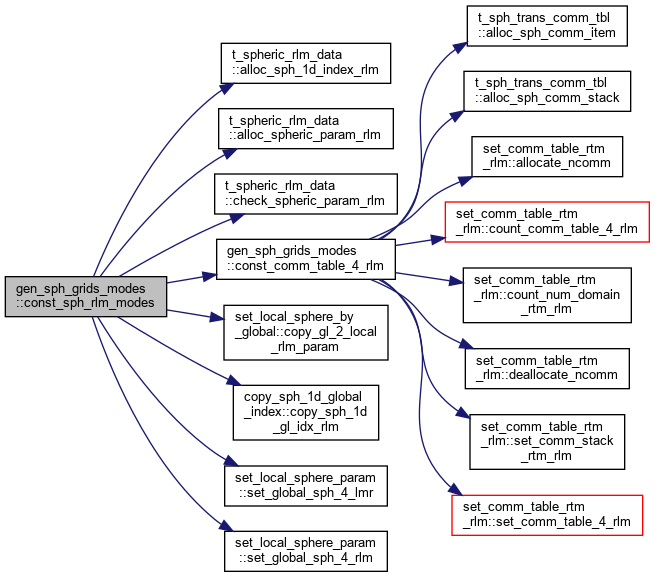 gen_sph_grids_modes
::const_sph_rlm_modes
t_spheric_rlm_data
::alloc_sph_1d_index_rlm
t_spheric_rlm_data
::alloc_spheric_param_rlm
t_spheric_rlm_data
::check_spheric_param_rlm
gen_sph_grids_modes
::const_comm_table_4_rlm
set_local_sphere_by
_global::copy_gl_2_local
_rlm_param
copy_sph_1d_global
_index::copy_sph_1d
_gl_idx_rlm
set_local_sphere_param
::set_global_sph_4_lmr
set_local_sphere_param
::set_global_sph_4_rlm
t_sph_trans_comm_tbl
::alloc_sph_comm_item
t_sph_trans_comm_tbl
::alloc_sph_comm_stack
set_comm_table_rtm
_rlm::allocate_ncomm
set_comm_table_rtm
_rlm::count_comm_table_4_rlm
set_comm_table_rtm
_rlm::count_num_domain
_rtm_rlm
set_comm_table_rtm
_rlm::deallocate_ncomm
set_comm_table_rtm
_rlm::set_comm_stack
_rtm_rlm
set_comm_table_rtm
_rlm::set_comm_table_4_rlm